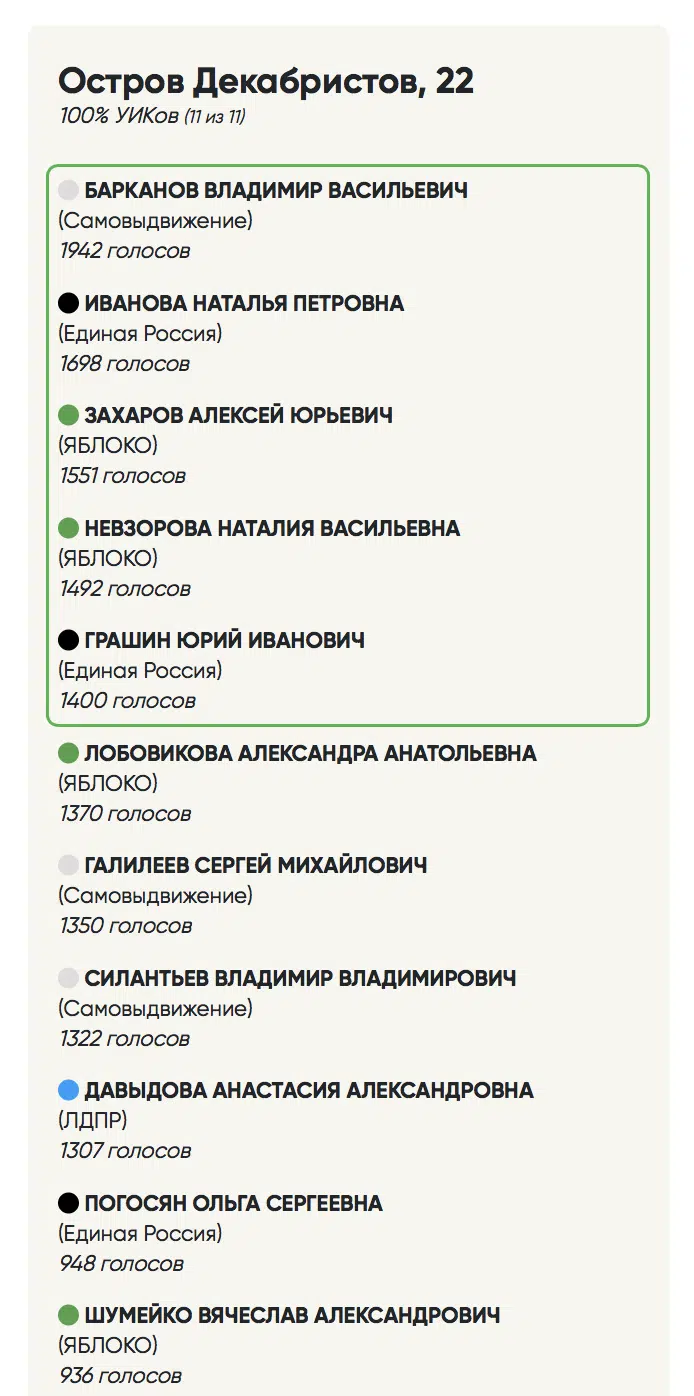 Остров Декабристов, 22
100% УИКов (11 из 11)
БАРКАНОВ ВЛАДИМИР ВАСИЛЬЕВИЧ
(Самовыдвижение)
1942 голосов
ИВАНОВА НАТАЛЬЯ ПЕТРОВНА
(Единая Россия)
1698 голосов
ЗАХАРОВ АЛЕКСЕЙ ЮРЬЕВИЧ
(ЯБЛОКО)
1551 голосов
НЕВЗОРОВА НАТАЛИЯ ВАСИЛЬЕВНА
(ЯБЛОКО)
1492 голосов
ГРАШИН ЮРИЙ ИВАНОВИЧ
(Единая Россия)
1400 голосов
ЛОБОВИКОВА АЛЕКСАНДРА АНАТОЛЬЕВНА
(ЯБЛОКО)
1370 голосов
ГАЛИЛЕЕВ СЕРГЕЙ МИХАЙЛОВИЧ
(Самовыдвижение)
1350 голосов
СИЛАНТЬЕВ ВЛАДИМИР ВЛАДИМИРОВИЧ
(Самовыдвижение)
1322 голосов
ДАВЫДОВА АНАСТАСИЯ АЛЕКСАНДРОВНА
(ЛДПР)
1307 голосов
ПОГОСЯН ОЛЬГА СЕРГЕЕВНА
(Единая Россия)
948 голосов
ШУМЕЙКО ВЯЧЕСЛАВ АЛЕКСАНДРОВИЧ
(ЯБЛОКО)
936 голосов